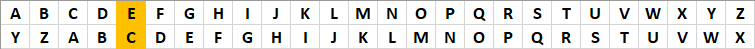 A B C D E F G H I J K L M N O P Q R S T U V W X Y Z
Y Z A B C D E F G H I J K L M N O P Q R S T U V W X